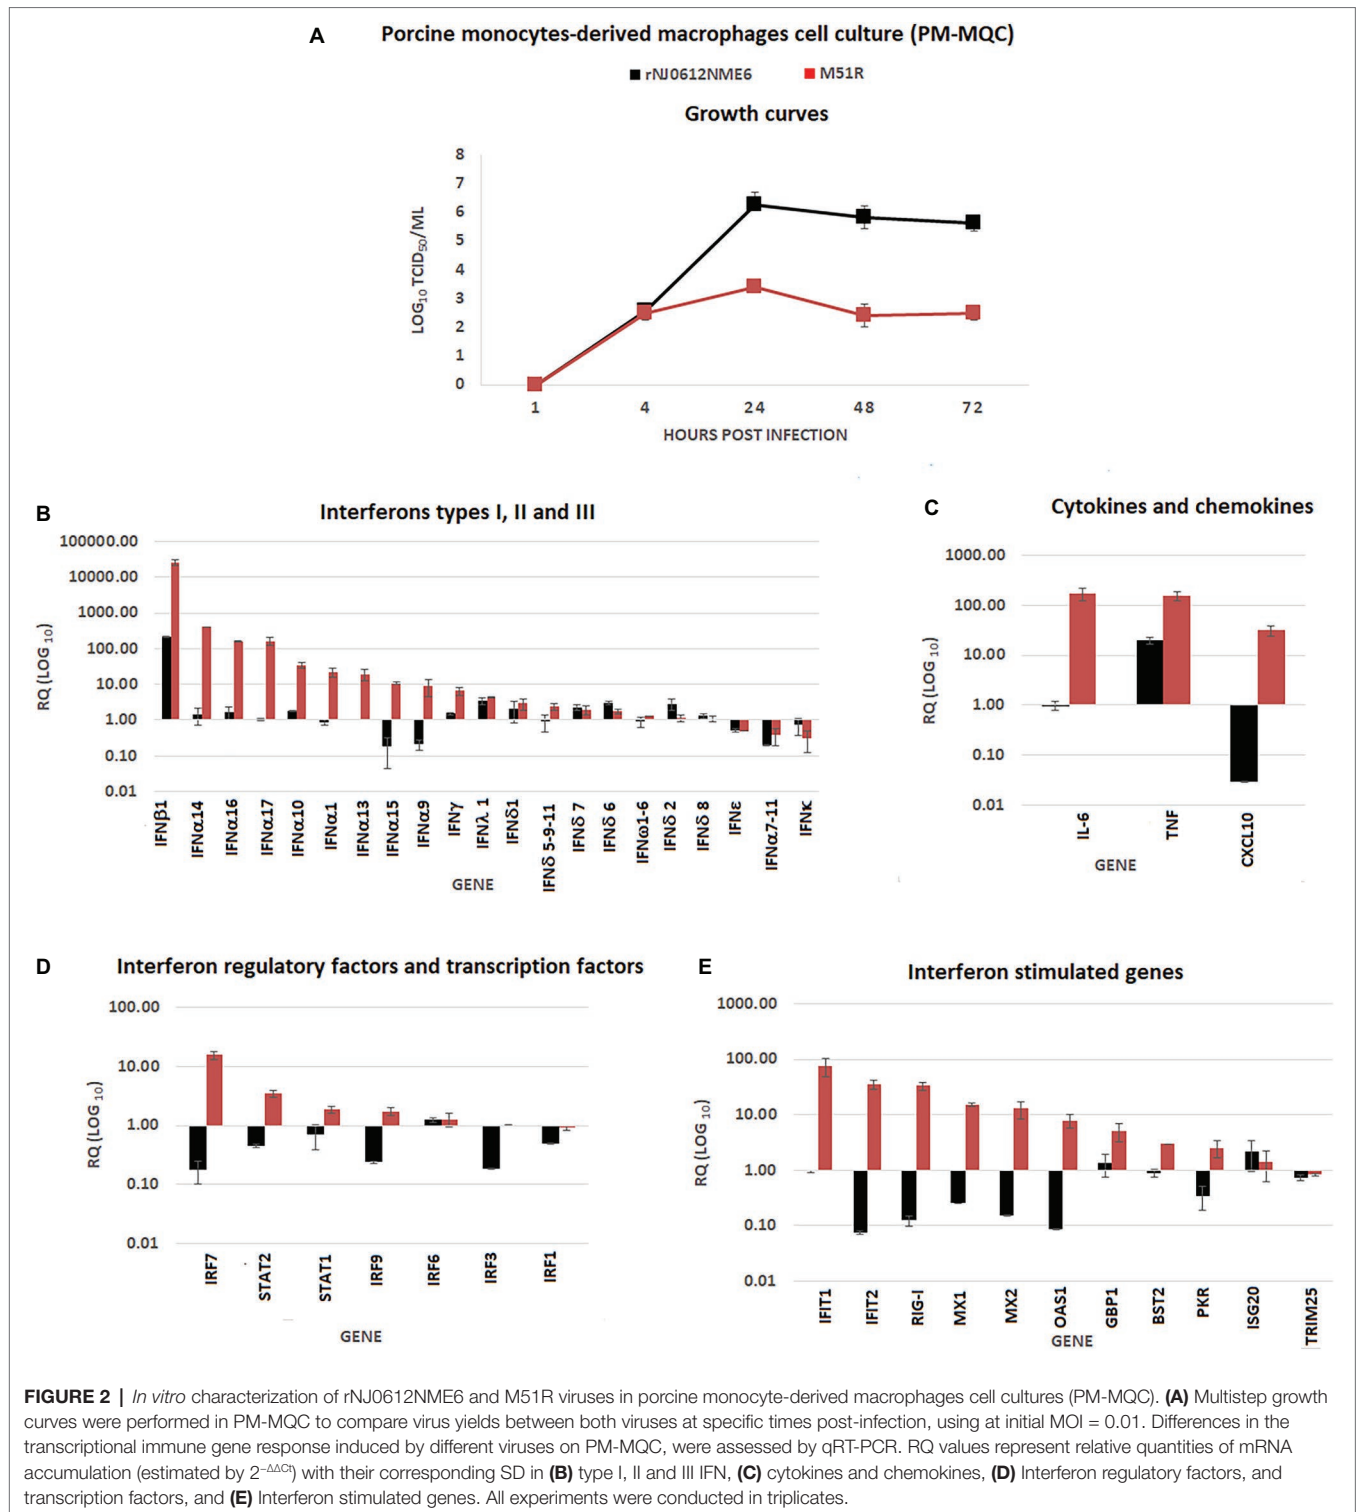 A Porcine monocytes-derived macrophages cell culture (PM-MQC)
rNJ0612NME6 M51R
Growth curves
8
7
6
5
4
3
2
1
0
LOG10 TCID50/ML
1 4 24 48 72
HOURS POST INFECTION
B Interferons types I, II and III
100000.00
10000.00
1000.00
100.00
10.00
1.00
0.10
0.01
RQ (LOG 10)
IFNβ1
IFNα14
IFNα16
IFNα17
IFNα10
IFNα1
IFNα13
IFNα15
IFNα9
IFNγ
IFNλ 1
IFNδ1
IFNδ 5-9-11
IFNδ 7
IFNδ 6
IFNω1-6
IFNδ 2
IFNδ 8
IFNε
IFNα7-11
IFNκ
GENE
C Cytokines and chemokines
1000.00
100.00
10.00
1.00
0.10
0.01
RQ (LOG 10)
IL-6
TNF
CXCL10
GENE
D Interferon regulatory factors and transcription factors
100.00
10.00
1.00
0.10
0.01
RQ (LOG 10)
IRF7
STAT2
STAT1
IRF9
IRF6
IRF3
IRF1
GENE
E Interferon stimulated genes
1000.00
100.00
10.00
1.00
0.10
0.01
RQ (LOG 10)
IFIT1
IFIT2
RIG-I
MX1
MX2
OAS1
GBP1
BST2
PKR
ISG20
TRIM25
GENE
FIGURE 2 | In vitro characterization of rNJ0612NME6 and M51R viruses in porcine monocyte-derived macrophages cell cultures (PM-MQC). (A) Multistep growth
curves were performed in PM-MQC to compare virus yields between both viruses at specific times post-infection, using at initial MOI = 0.01. Differences in the
transcriptional immune gene response induced by different viruses on PM-MQC, were assessed by qRT-PCR. RQ values represent relative quantities of mRNA
accumulation (estimated by 2−ΔΔCt) with their corresponding SD in (B) type I, II and III IFN, (C) cytokines and chemokines, (D) Interferon regulatory factors, and
transcription factors, and (E) Interferon stimulated genes. All experiments were conducted in triplicates.